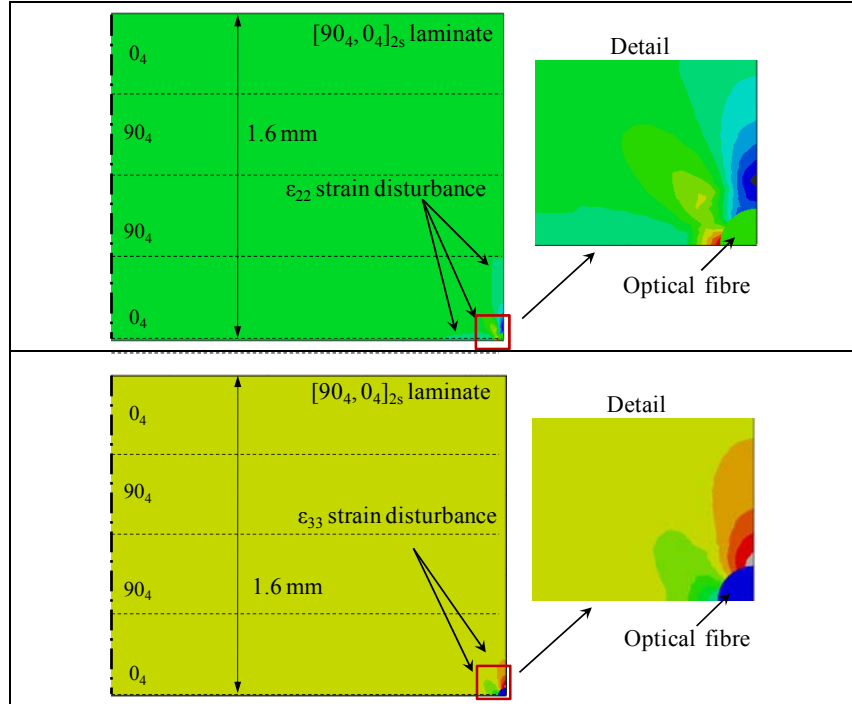 [90₄, 0₄]₂ₛ laminate
Detail
0₄
90₄
1.6 mm
ε₂₂ strain disturbance
90₄
Optical fibre
0₄
[90₄, 0₄]₂ₛ laminate
Detail
0₄
90₄
ε₃₃ strain disturbance
90₄
1.6 mm
Optical fibre
0₄